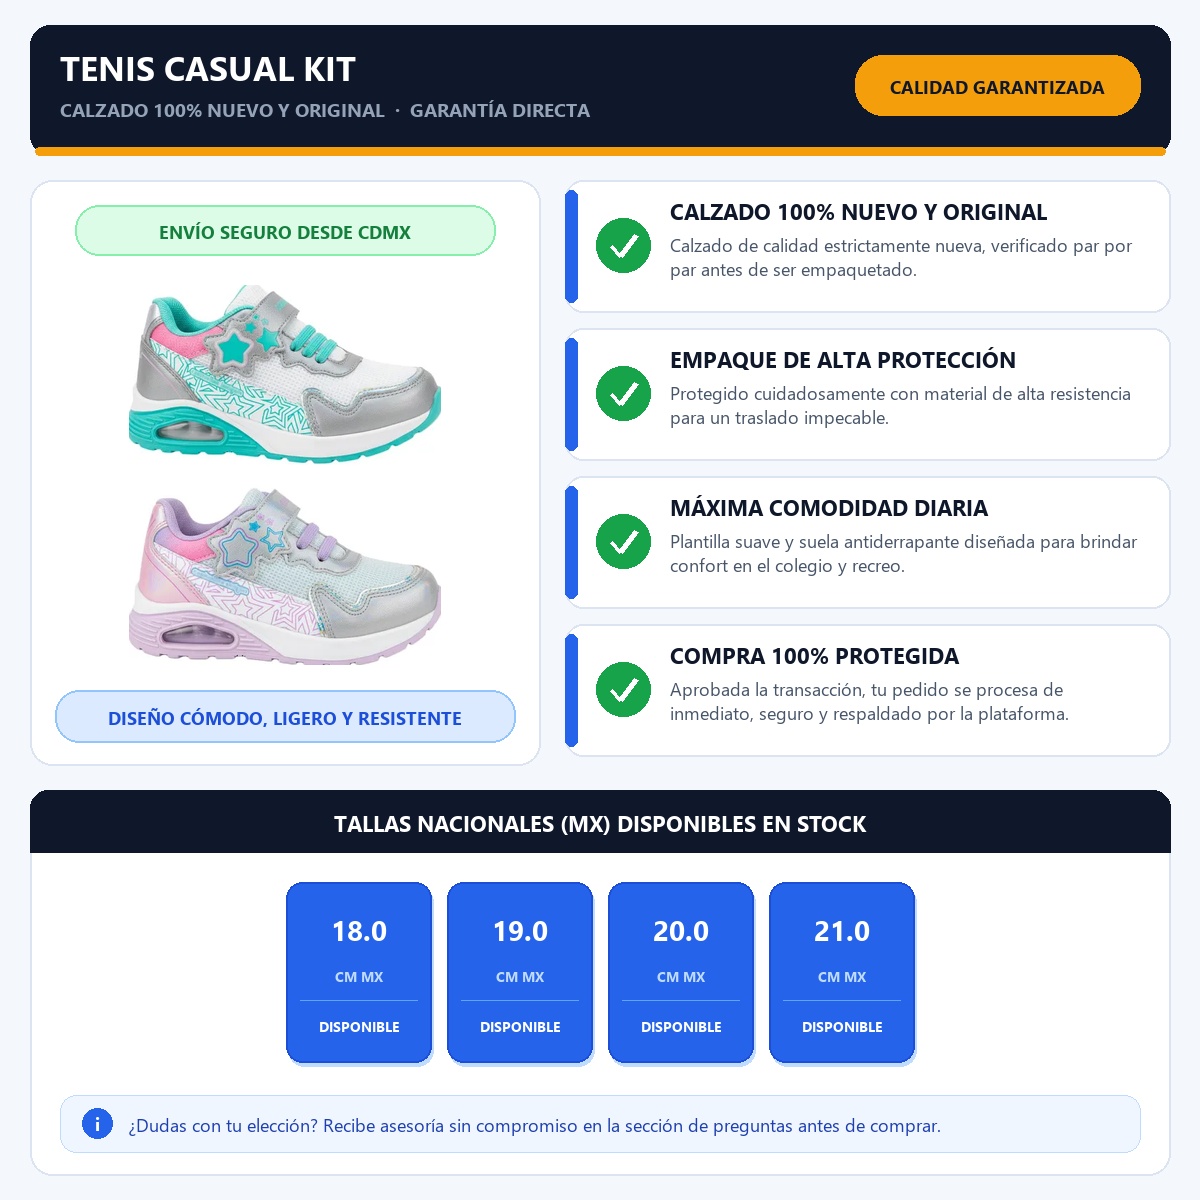 TENIS CASUAL KIT
CALZADO 100% NUEVO Y ORIGINAL · GARANTÍA DIRECTA
CALIDAD GARANTIZADA
ENVÍO SEGURO DESDE CDMX
DISEÑO CÓMODO, LIGERO Y RESISTENTE
CALZADO 100% NUEVO Y ORIGINAL
Calzado de calidad estrictamente nueva, verificado par por
par antes de ser empaquetado.
EMPAQUE DE ALTA PROTECCIÓN
Protegido cuidadosamente con material de alta resistencia
para un traslado impecable.
MÁXIMA COMODIDAD DIARIA
Plantilla suave y suela antiderrapante diseñada para brindar
confort en el colegio y recreo.
COMPRA 100% PROTEGIDA
Aprobada la transacción, tu pedido se procesa de
inmediato, seguro y respaldado por la plataforma.
TALLAS NACIONALES (MX) DISPONIBLES EN STOCK
18.0
CM MX
DISPONIBLE
19.0
CM MX
DISPONIBLE
20.0
CM MX
DISPONIBLE
21.0
CM MX
DISPONIBLE
¿Dudas con tu elección? Recibe asesoría sin compromiso en la sección de preguntas antes de comprar.